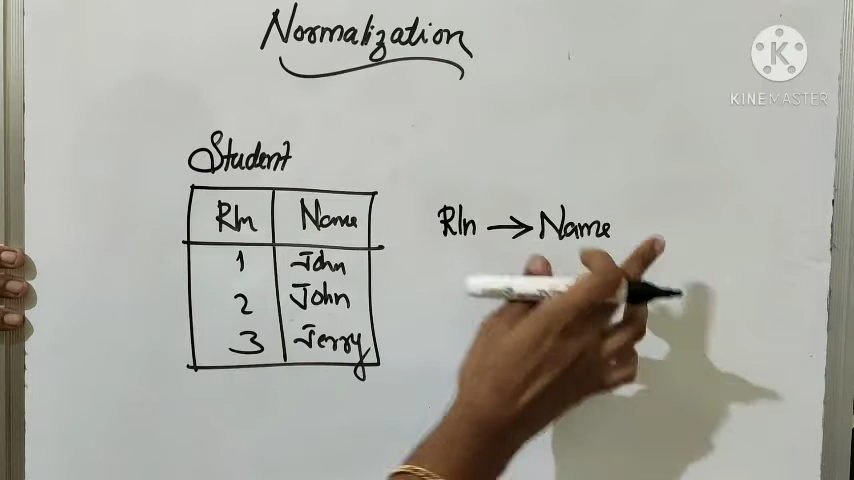 Normalization
Student
Rln Name
1 John
2 John
3 Jerry
Rln → Name
KINEMASTER